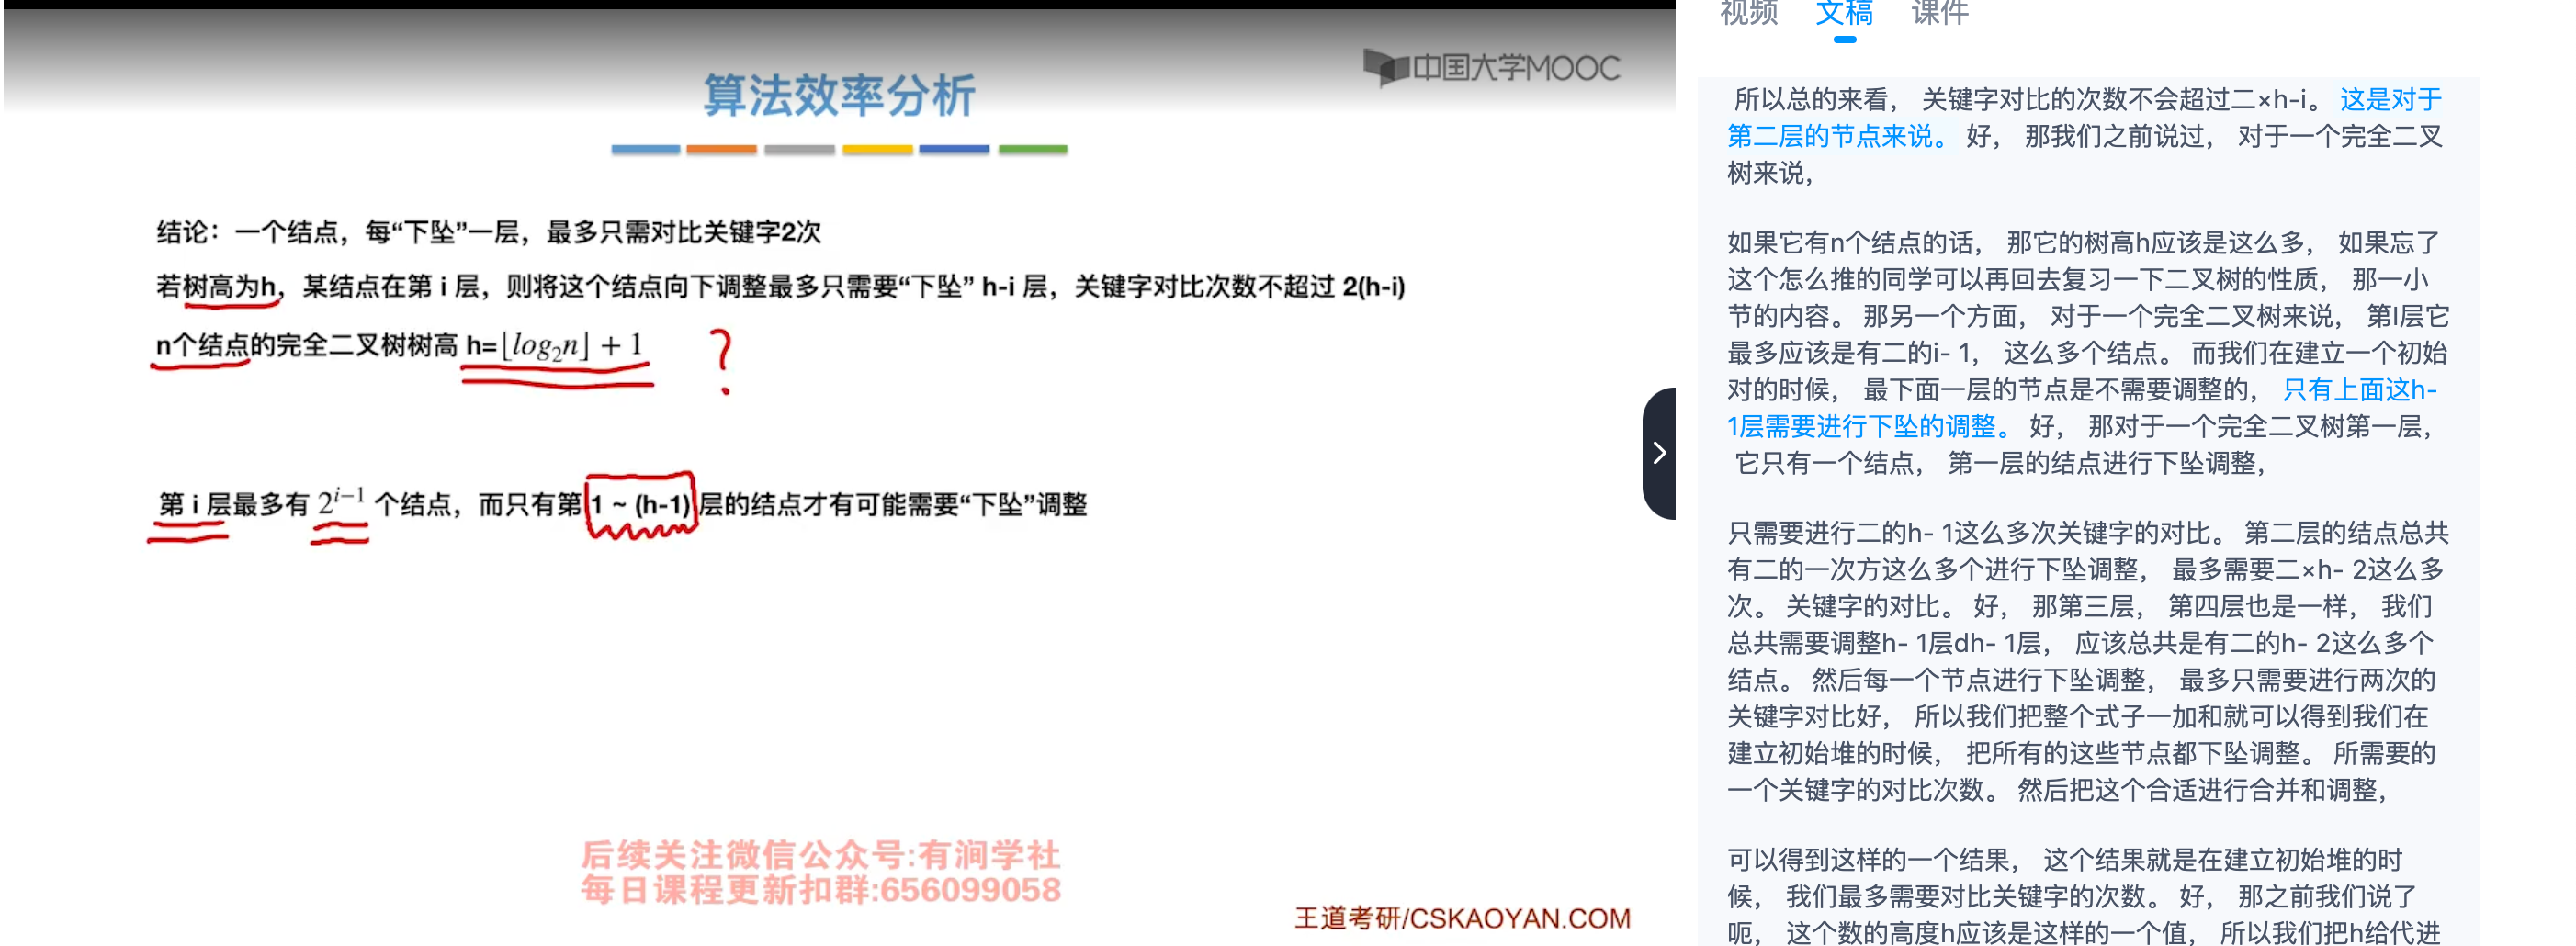 中国大学MOOC
算法效率分析
结论：一个结点，每“下坠”一层，最多只需对比关键字2次
若树高为h，某结点在第 i 层，则将这个结点向下调整最多只需要“下坠” h-i 层，关键字对比次数不超过 2(h-i)
n个结点的完全二叉树树高 h=⌊log₂n⌋ + 1 ?
第 i 层最多有 2^{i−1} 个结点，而只有第 1 ~ (h-1) 层的结点才有可能需要“下坠”调整
后续关注微信公众号:有涧学社
每日课程更新扣群:656099058
王道考研/CSKAOYAN.COM
视频 文稿 课件
所以总的来看， 关键字对比的次数不会超过二×h-i。 这是对于
第二层的节点来说。 好， 那我们之前说过， 对于一个完全二叉
树来说，
如果它有n个结点的话， 那它的树高h应该是这么多， 如果忘了
这个怎么推的同学可以再回去复习一下二叉树的性质， 那一小
节的内容。 那另一个方面， 对于一个完全二叉树来说， 第I层它
最多应该是有二的i- 1， 这么多个结点。 而我们在建立一个初始
对的时候， 最下面一层的节点是不需要调整的， 只有上面这h-
1层需要进行下坠的调整。 好， 那对于一个完全二叉树第一层，
它只有一个结点， 第一层的结点进行下坠调整，
只需要进行二的h- 1这么多次关键字的对比。 第二层的结点总共
有二的一次方这么多个进行下坠调整， 最多需要二×h- 2这么多
次。 关键字的对比。 好， 那第三层， 第四层也是一样， 我们
总共需要调整h- 1层dh- 1层， 应该总共是有二的h- 2这么多个
结点。 然后每一个节点进行下坠调整， 最多只需要进行两次的
关键字对比好， 所以我们把整个式子一加和就可以得到我们在
建立初始堆的时候， 把所有的这些节点都下坠调整。 所需要的
一个关键字的对比次数。 然后把这个合适进行合并和调整，
可以得到这样的一个结果， 这个结果就是在建立初始堆的时
候， 我们最多需要对比关键字的次数。 好， 那之前我们说了
呃， 这个数的高度h应该是这样的一个值， 所以我们把h给代进